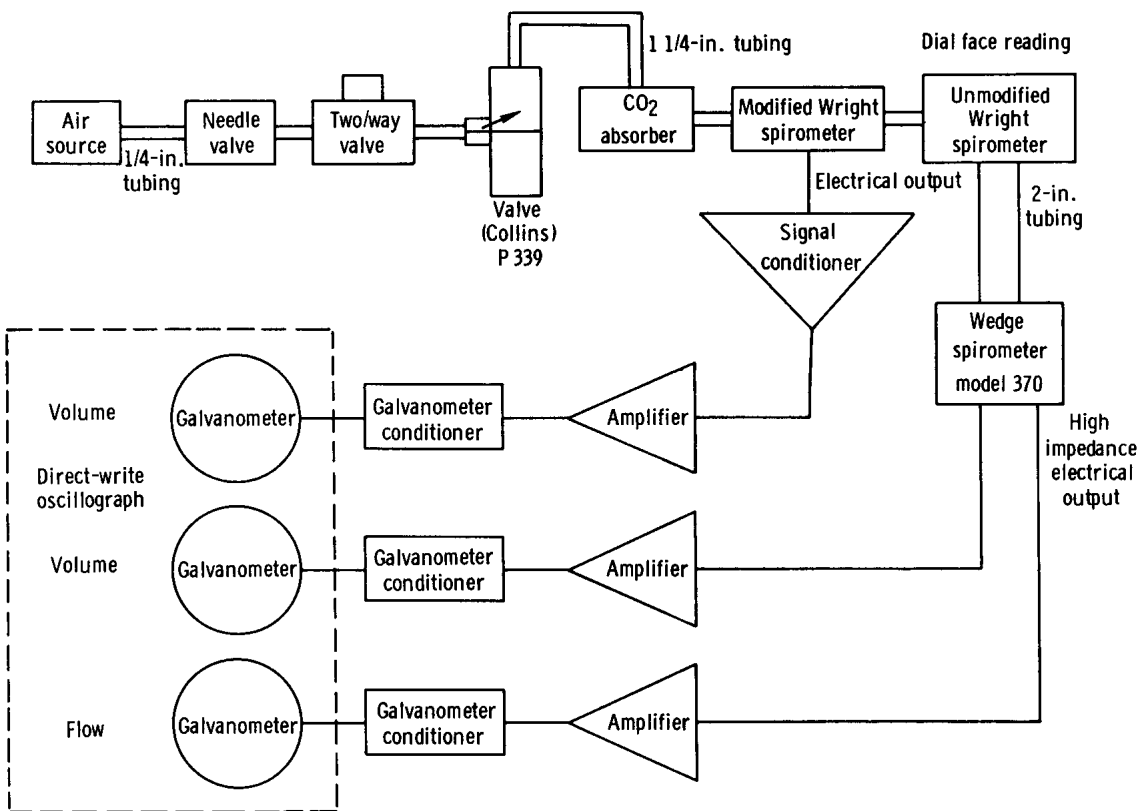 1 1/4-in. tubing
Dial face reading
Air
source
1/4-in.
tubing
Needle
valve
Two/way
valve
Valve
(Collins)
P 339
CO2
absorber
Modified Wright
spirometer
Unmodified
Wright
spirometer
Electrical output
2-in.
tubing
Signal
conditioner
Wedge
spirometer
model 370
High
impedance
electrical
output
Volume
Galvanometer
Galvanometer
conditioner
Amplifier
Direct-write
oscillograph
Volume
Galvanometer
Galvanometer
conditioner
Amplifier
Flow
Galvanometer
Galvanometer
conditioner
Amplifier